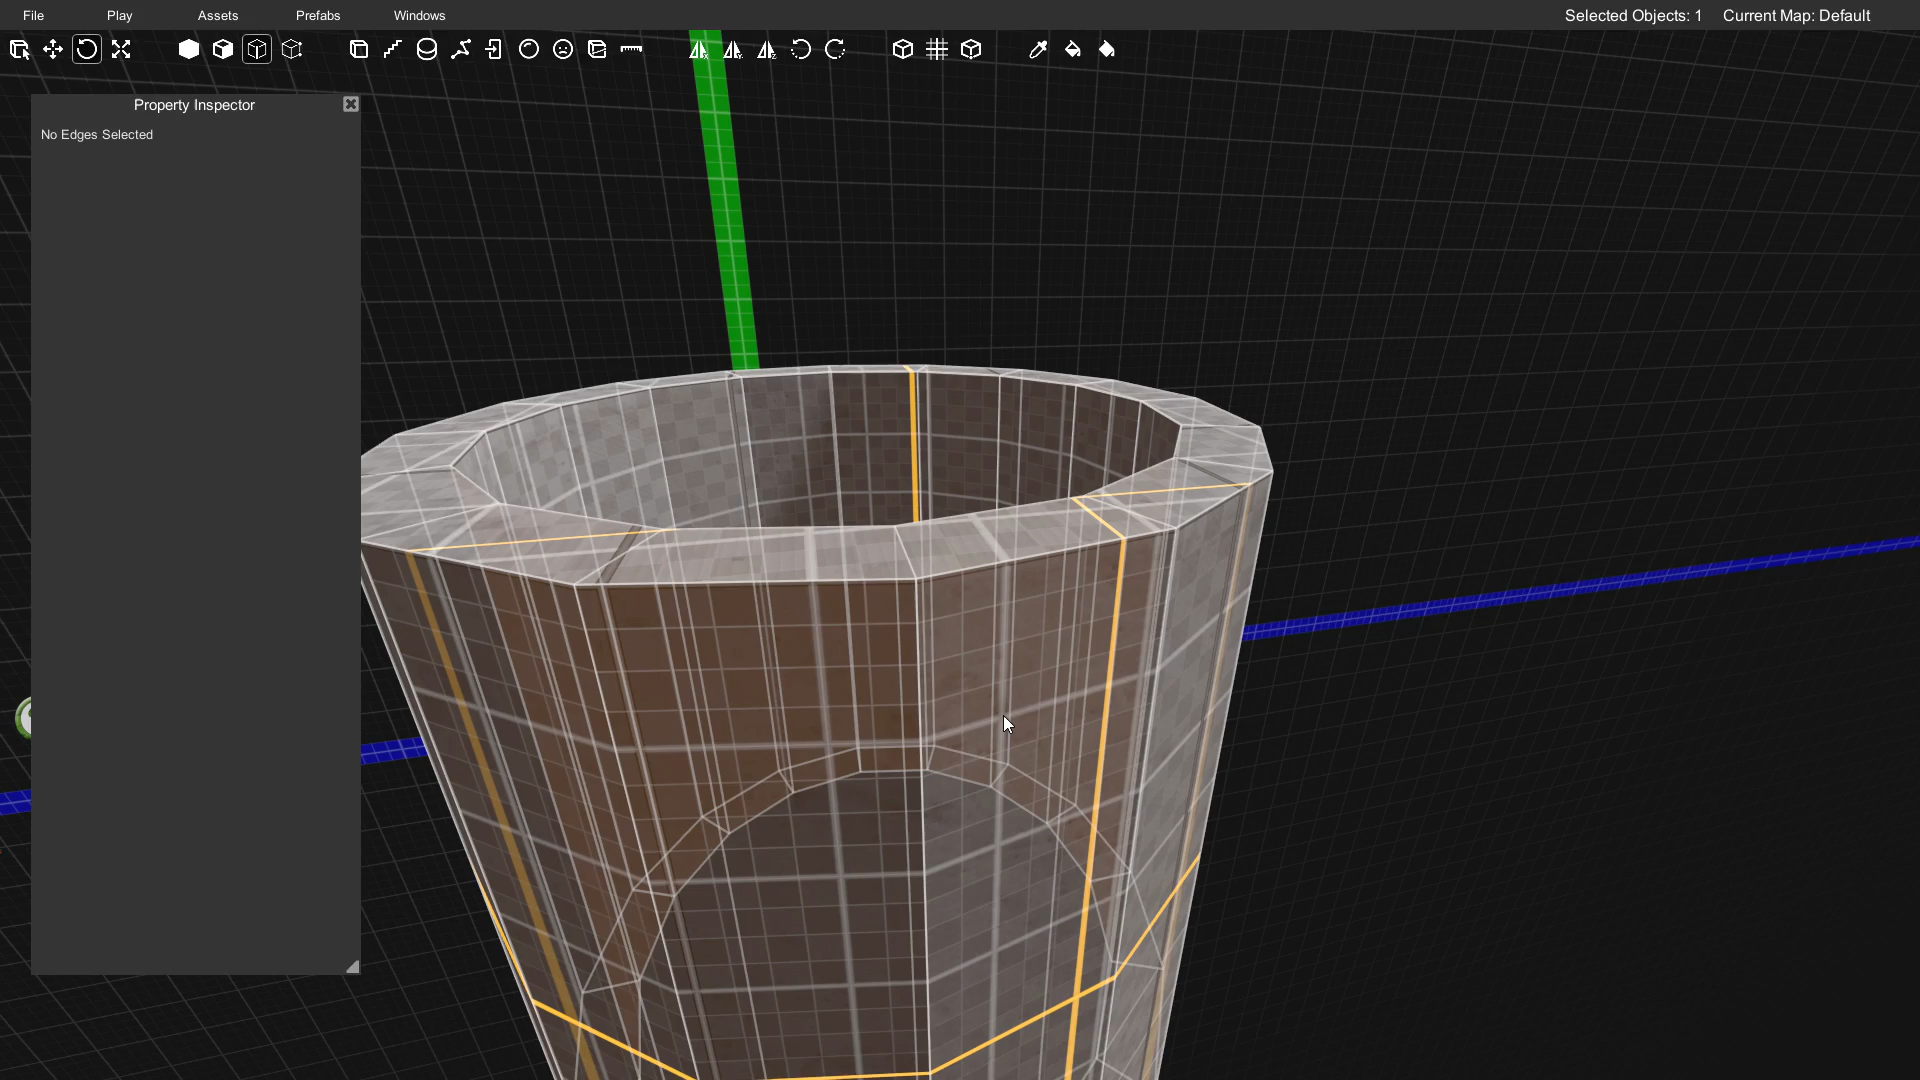 File Play Assets Prefabs Windows Selected Objects: 1 Current Map: Default
Property Inspector
No Edges Selected